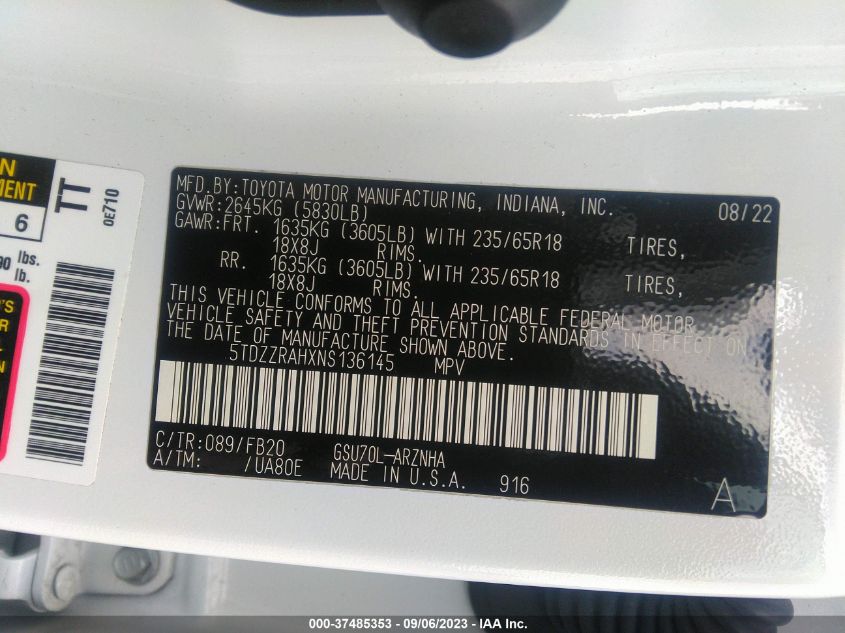 N
MENT
6
90 lbs.
lb.
'S
R
TT
0E710
MFD.BY:TOYOTA MOTOR MANUFACTURING, INDIANA, INC. 08/22
GVWR:2645KG (5830LB)
GAWR:FRT. 1635KG (3605LB) WITH 235/65R18 TIRES,
18X8J RIMS.
RR. 1635KG (3605LB) WITH 235/65R18 TIRES,
18X8J RIMS.
THIS VEHICLE CONFORMS TO ALL APPLICABLE FEDERAL MOTOR
VEHICLE SAFETY AND THEFT PREVENTION STANDARDS IN EFFECT ON
THE DATE OF MANUFACTURE SHOWN ABOVE.
5TDZZRAHXNS136145 MPV
C/TR:089/FB20 GSU70L-ARZNHA
A/TM: /UA80E MADE IN U.S.A. 916
A
000-37485353 - 09/06/2023 - IAA Inc.